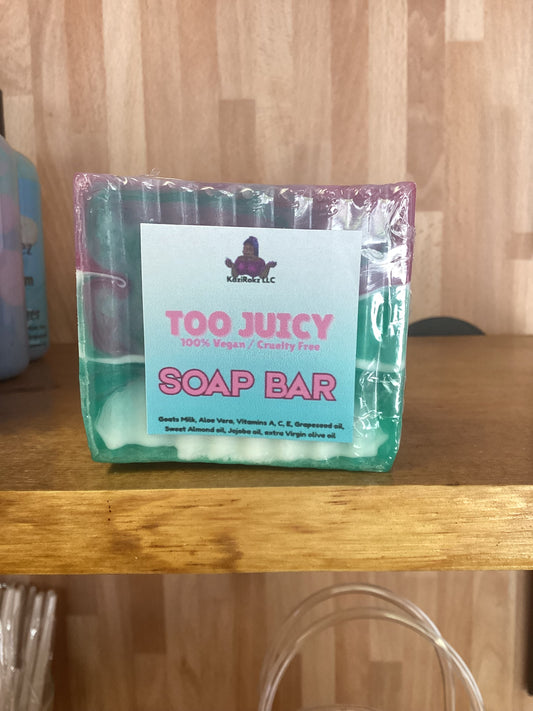 KaziRokz LLC
TOO JUICY
100% Vegan / Cruelty Free
SOAP BAR
Goats Milk, Aloe Vera, Vitamins A, C, E, Grapeseed oil,
Sweet Almond oil, Jojoba oil, extra Virgin olive oil